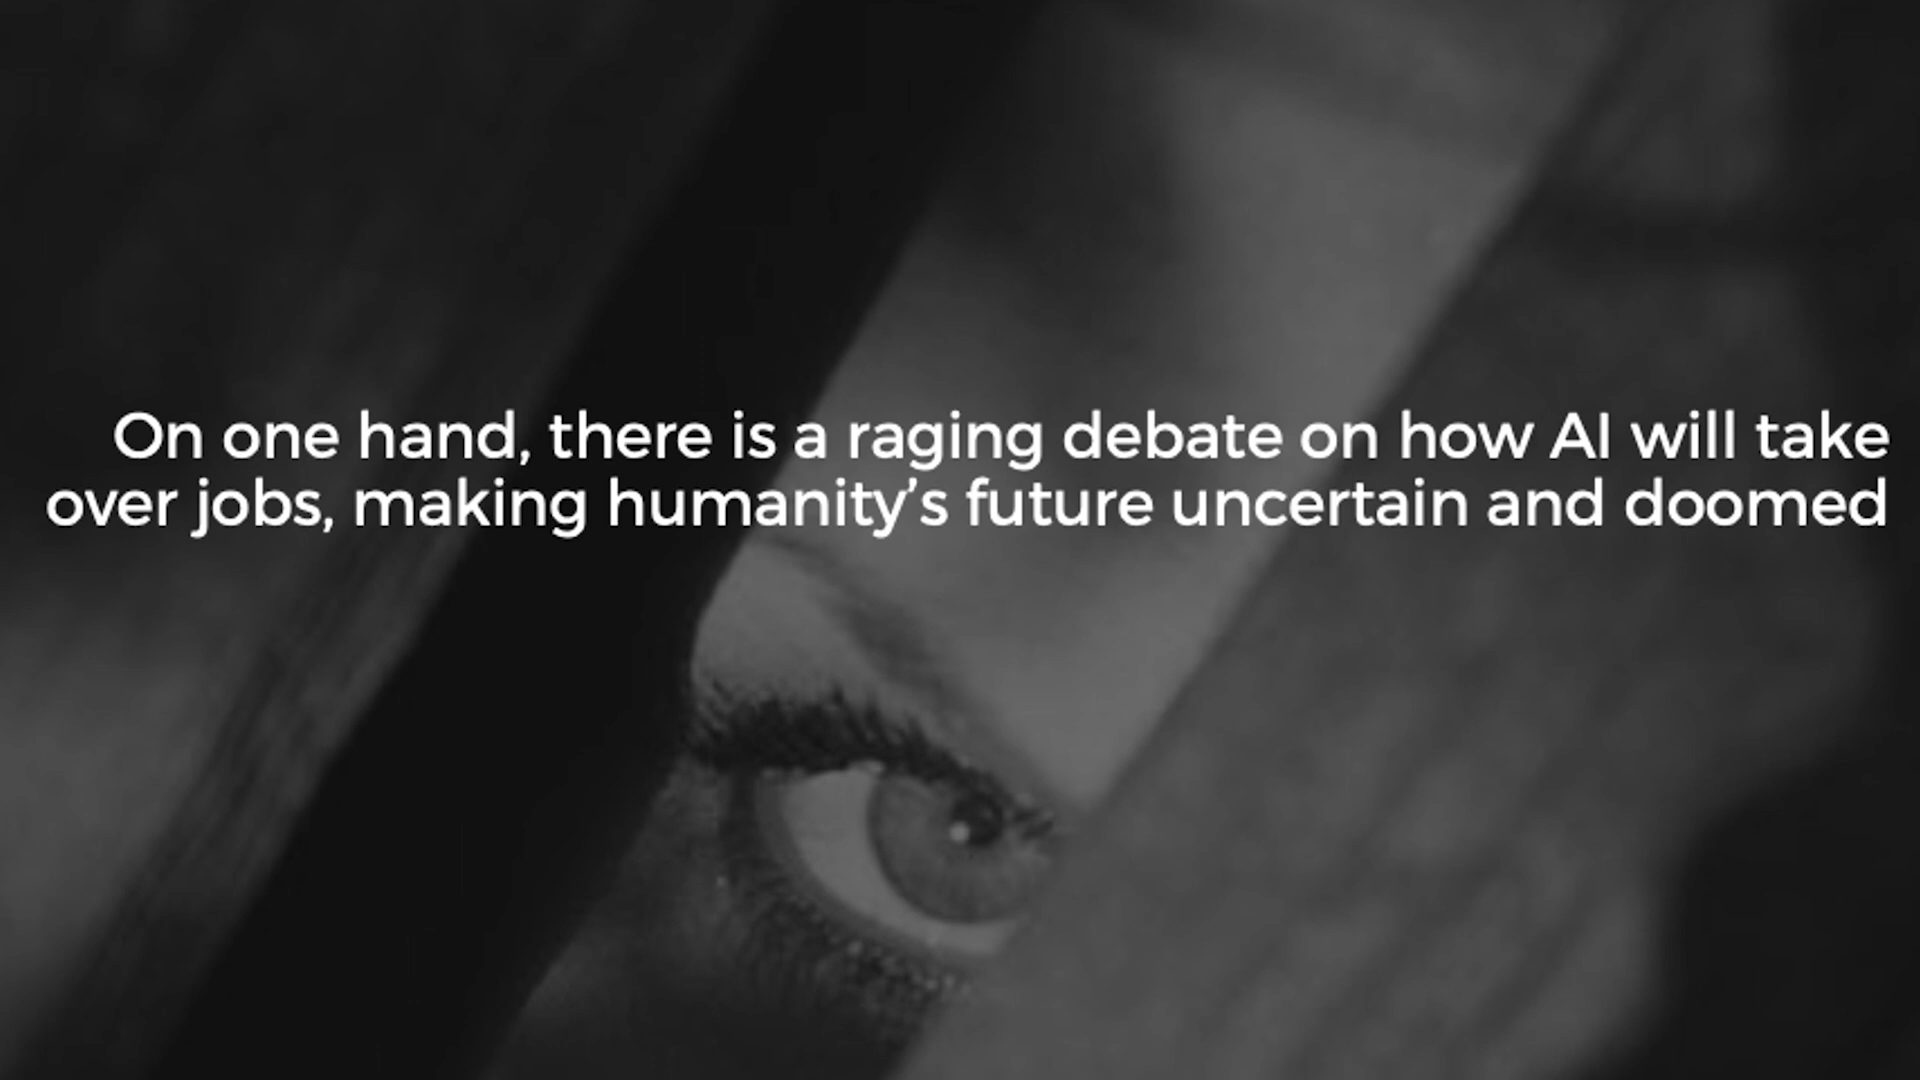 On one hand, there is a raging debate on how AI will take
over jobs, making humanity’s future uncertain and doomed